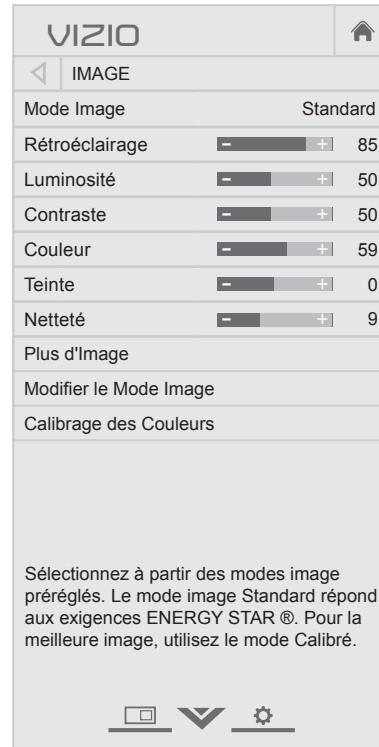 VIZIO
IMAGE
Mode Image Standard
Rétroéclairage - + 85
Luminosité - + 50
Contraste - + 50
Couleur - + 59
Teinte - + 0
Netteté - + 9
Plus d'Image
Modifier le Mode Image
Calibrage des Couleurs
Sélectionnez à partir des modes image
préréglés. Le mode image Standard répond
aux exigences ENERGY STAR ®. Pour la
meilleure image, utilisez le mode Calibré.